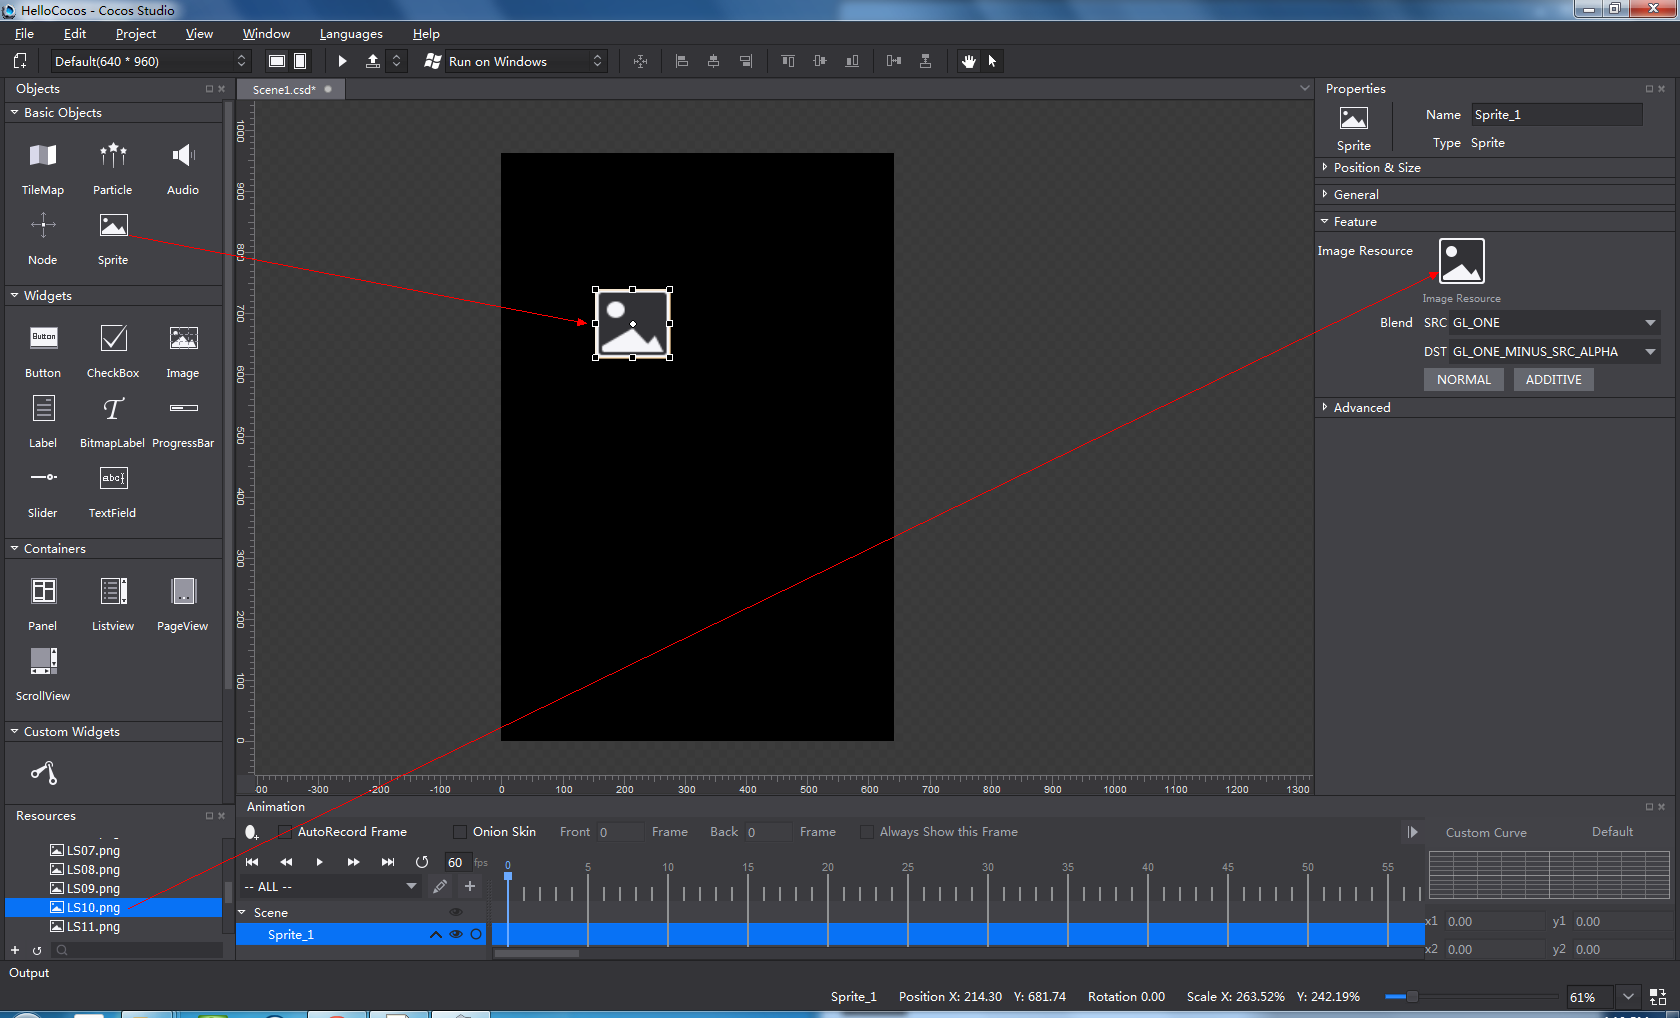 HelloCocos - Cocos Studio
File Edit Project View Window Languages Help
Default(640 * 960) Run on Windows
Objects
Basic Objects
TileMap Particle Audio
Node Sprite
Widgets
Button
Button CheckBox Image
Label BitmapLabel ProgressBar
abc
Slider TextField
Containers
Panel Listview PageView
ScrollView
Custom Widgets
Resources
LS07.png
LS08.png
LS09.png
LS10.png
LS11.png
Scene1.csd*
1000
900
800
700
600
500
400
300
200
100
0
00 -300 -200 -100 0 100 200 300 400 500 600 700 800 900 1000 1100 1200 1300
Properties
Sprite
Name Sprite_1
Type Sprite
Position & Size
General
Feature
Image Resource
Image Resource
Blend SRC GL_ONE
DST GL_ONE_MINUS_SRC_ALPHA
NORMAL ADDITIVE
Advanced
Animation
AutoRecord Frame Onion Skin Front 0 Frame Back 0 Frame Always Show this Frame
Custom Curve Default
60 fps 0 5 10 15 20 25 30 35 40 45 50 55
-- ALL --
Scene
Sprite_1
x1 0.00 y1 0.00
x2 0.00 y2 0.00
Output
Sprite_1 Position X: 214.30 Y: 681.74 Rotation 0.00 Scale X: 263.52% Y: 242.19% 61%